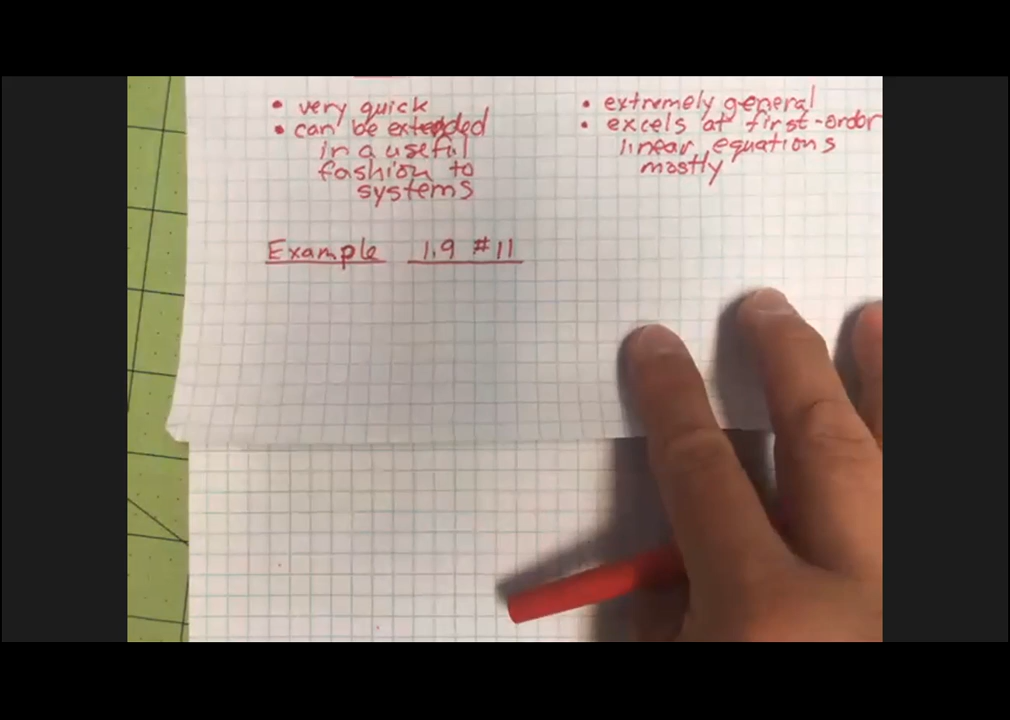 • very quick
• can be extended
in a useful
fashion to
systems
• extremely general
• excels at first-order
linear equations
mostly
Example 1.9 #11